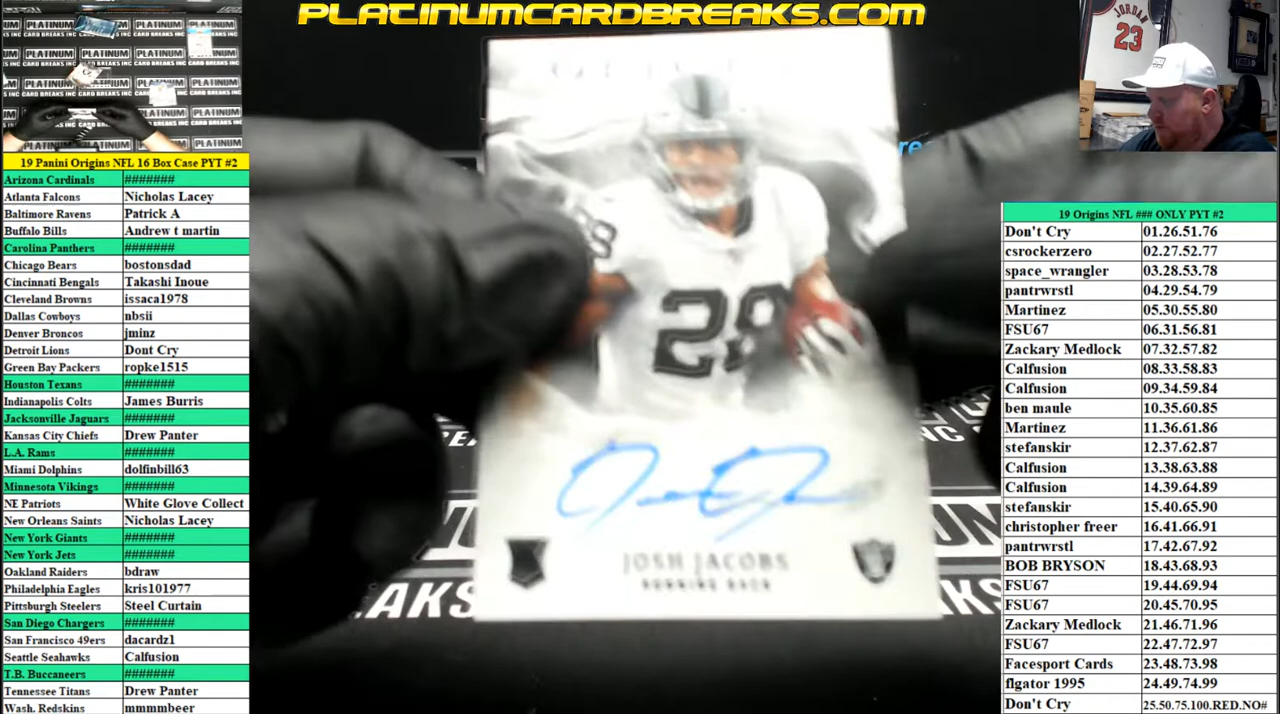 PLATINUMCARDBREAKS.COM
19 Panini Origins NFL 16 Box Case PYT #2
Arizona Cardinals #######
Atlanta Falcons Nicholas Lacey
Baltimore Ravens Patrick A
Buffalo Bills Andrew t martin
Carolina Panthers #######
Chicago Bears bostonsdad
Cincinnati Bengals Takashi Inoue
Cleveland Browns issaca1978
Dallas Cowboys nbsii
Denver Broncos jminz
Detroit Lions Dont Cry
Green Bay Packers ropke1515
Houston Texans #######
Indianapolis Colts James Burris
Jacksonville Jaguars #######
Kansas City Chiefs Drew Panter
L.A. Rams #######
Miami Dolphins dolfinbill63
Minnesota Vikings #######
NE Patriots White Glove Collect
New Orleans Saints Nicholas Lacey
New York Giants #######
New York Jets #######
Oakland Raiders bdraw
Philadelphia Eagles kris101977
Pittsburgh Steelers Steel Curtain
San Diego Chargers #######
San Francisco 49ers dacardz1
Seattle Seahawks Calfusion
T.B. Buccaneers #######
Tennessee Titans Drew Panter
Wash. Redskins mmmmbeer
28
JOSH JACOBS
RUNNING BACK
JORDAN
23
19 Origins NFL ### ONLY PYT #2
Don't Cry 01.26.51.76
csrockerzero 02.27.52.77
space_wrangler 03.28.53.78
pantrwrstl 04.29.54.79
Martinez 05.30.55.80
FSU67 06.31.56.81
Zackary Medlock 07.32.57.82
Calfusion 08.33.58.83
Calfusion 09.34.59.84
ben maule 10.35.60.85
Martinez 11.36.61.86
stefanskir 12.37.62.87
Calfusion 13.38.63.88
Calfusion 14.39.64.89
stefanskir 15.40.65.90
christopher freer 16.41.66.91
pantrwrstl 17.42.67.92
BOB BRYSON 18.43.68.93
FSU67 19.44.69.94
FSU67 20.45.70.95
Zackary Medlock 21.46.71.96
FSU67 22.47.72.97
Facesport Cards 23.48.73.98
flgator 1995 24.49.74.99
Don't Cry 25.50.75.100.RED.NO#